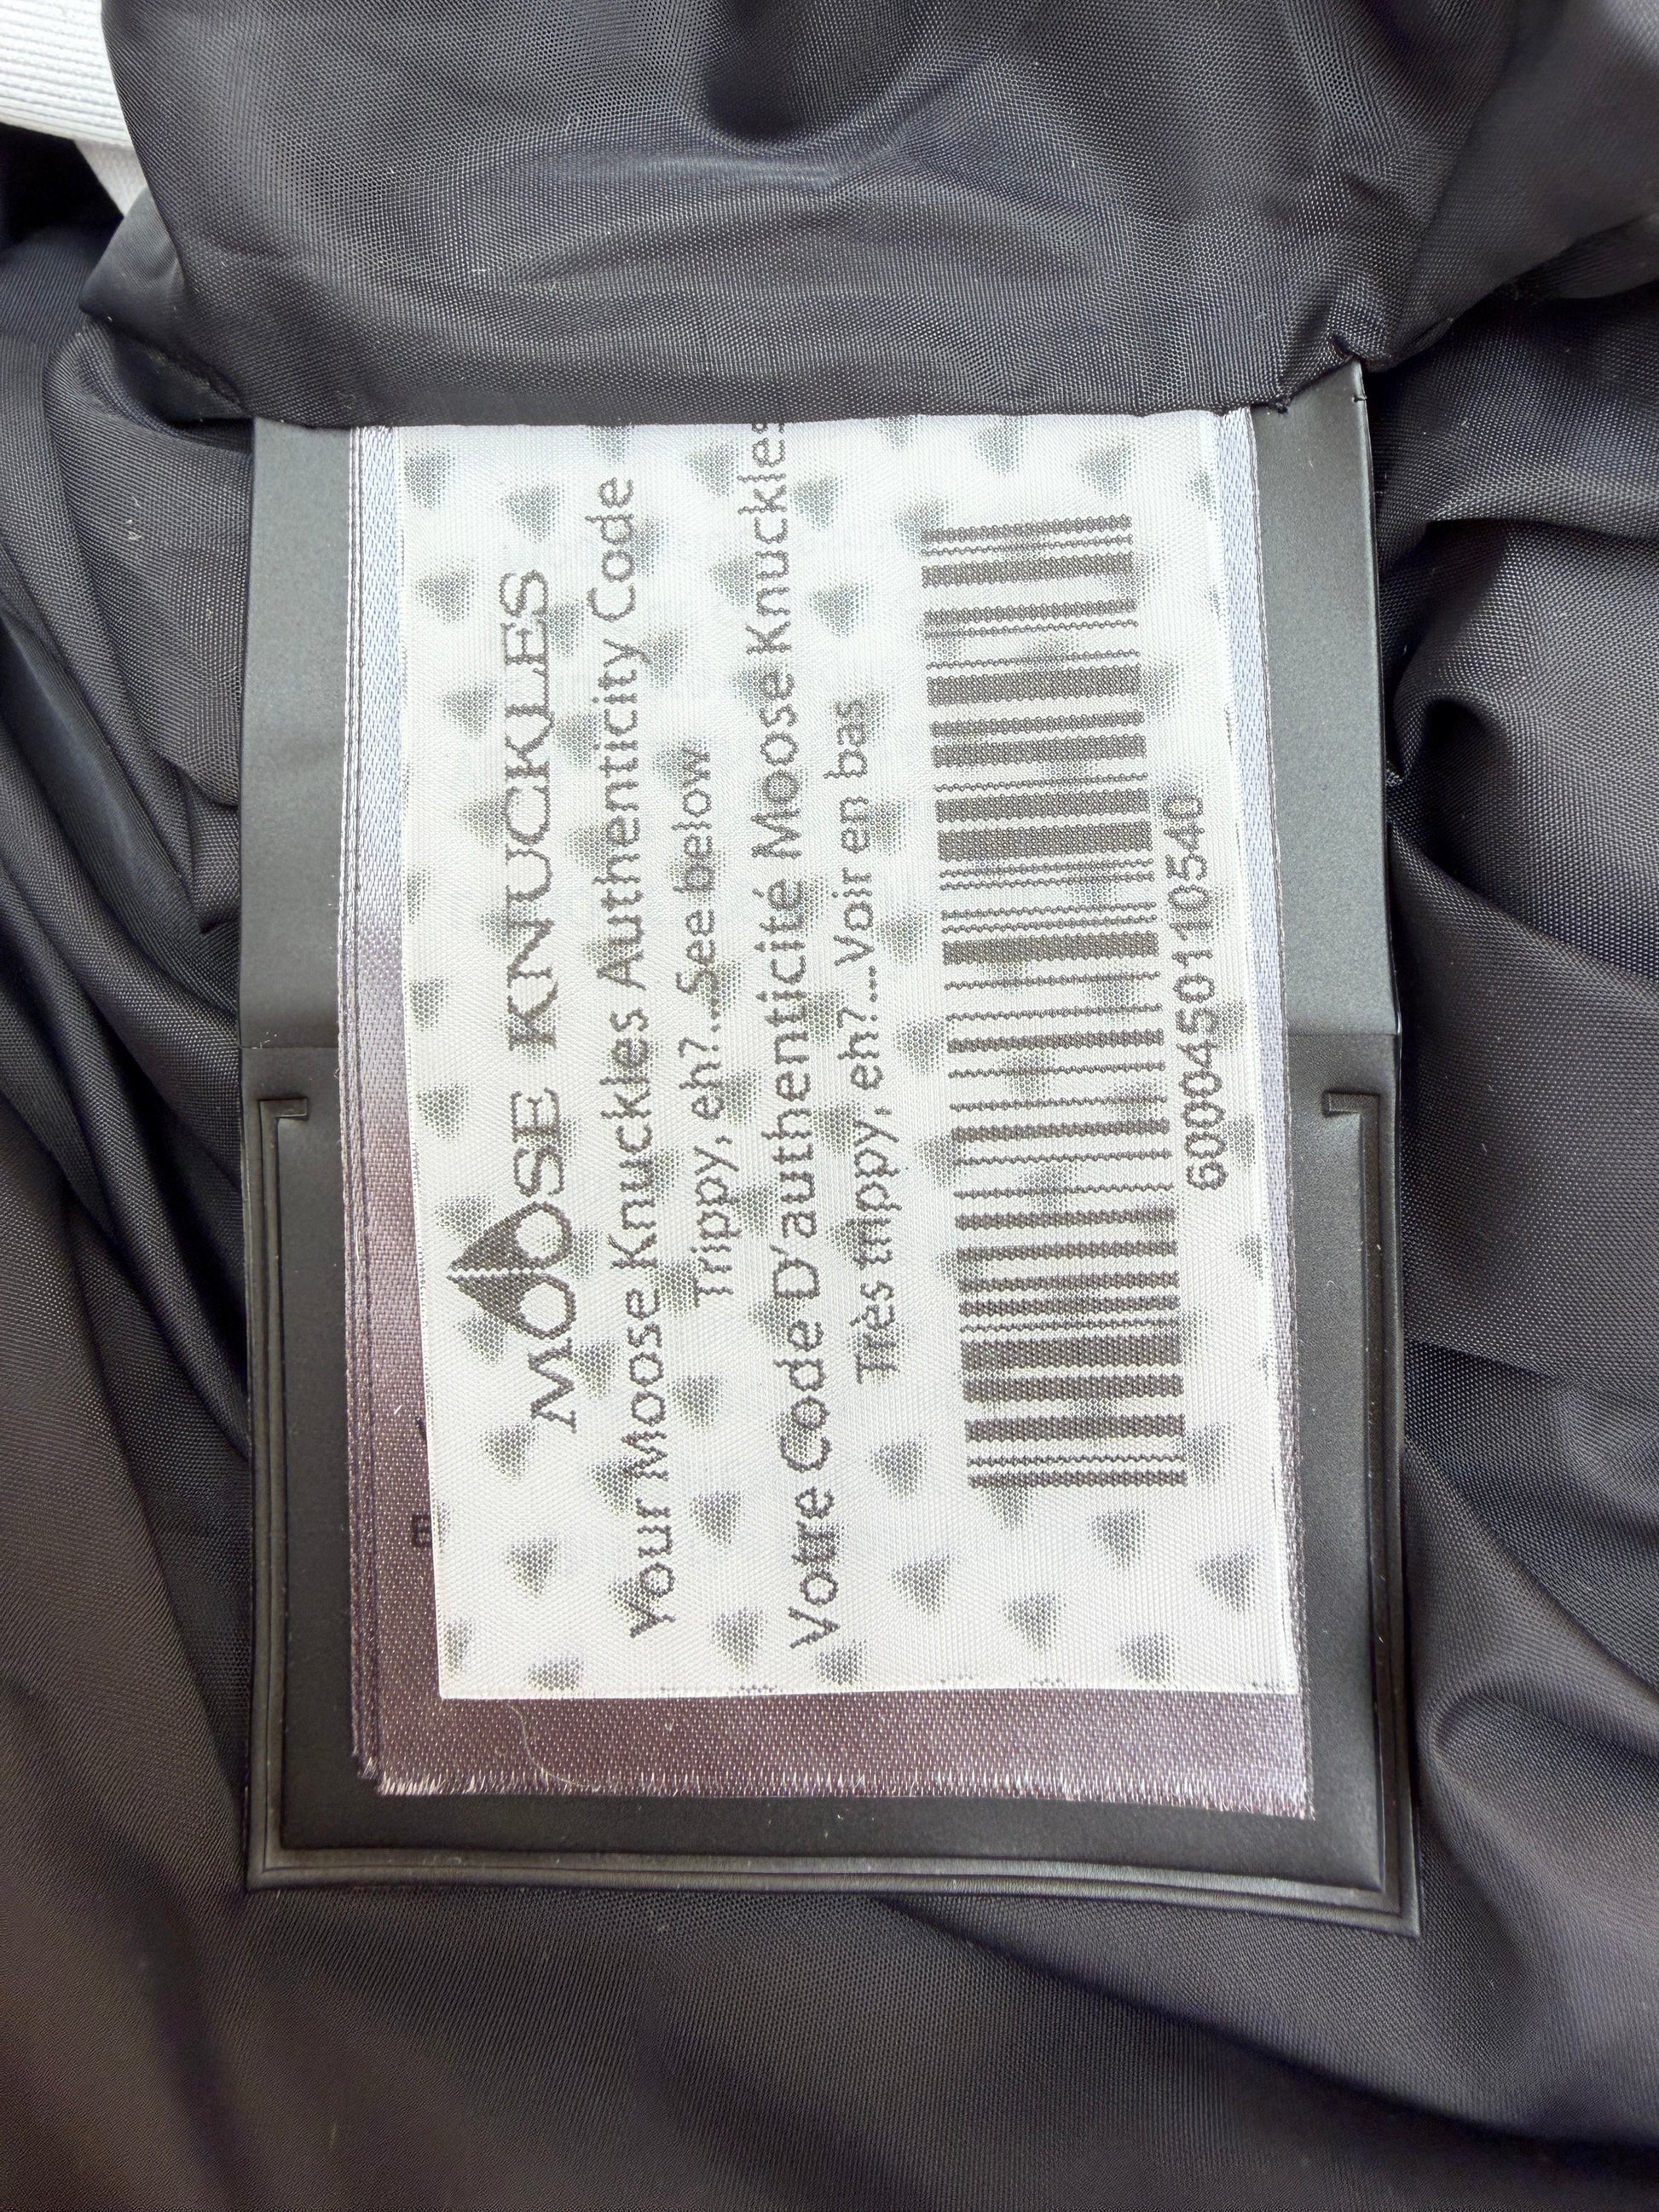 MOOSE KNUCKLES
Your Moose Knuckles Authenticity Code
Trippy, eh?...See below
Votre Code D'authenticité Moose Knuckles
Très trippy, eh?...Voir en bas
6000450110540